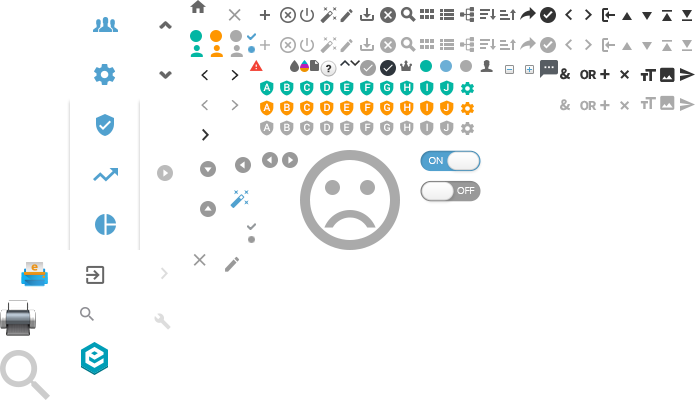 & OR
& OR
?
A B C D E F G H I J
A B C D E F G H I J
A B C D E F G H I J
ON
OFF
e